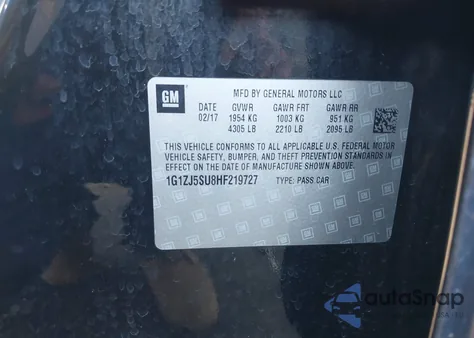 GM
MFD BY GENERAL MOTORS LLC
DATE GVWR GAWR FRT GAWR RR
02/17 1954 KG 1003 KG 951 KG
4305 LB 2210 LB 2095 LB
THIS VEHICLE CONFORMS TO ALL APPLICABLE U.S. FEDERAL MOTOR
VEHICLE SAFETY, BUMPER, AND THEFT PREVENTION STANDARDS IN
EFFECT ON THE DATE OF MANUFACTURE SHOWN ABOVE.
1G1ZJ5SU8HF219727 TYPE: PASS CAR
autoSnap